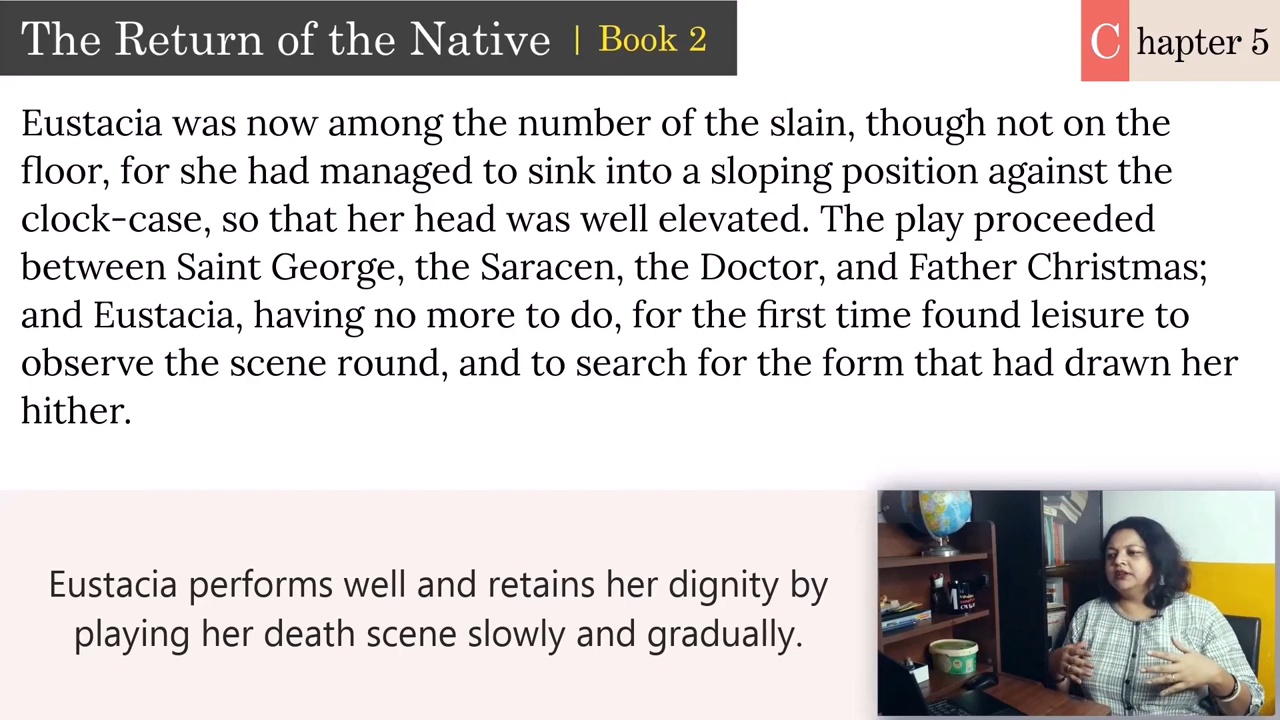 The Return of the Native | Book 2
Chapter 5
Eustacia was now among the number of the slain, though not on the
floor, for she had managed to sink into a sloping position against the
clock-case, so that her head was well elevated. The play proceeded
between Saint George, the Saracen, the Doctor, and Father Christmas;
and Eustacia, having no more to do, for the first time found leisure to
observe the scene round, and to search for the form that had drawn her
hither.
Eustacia performs well and retains her dignity by
playing her death scene slowly and gradually.